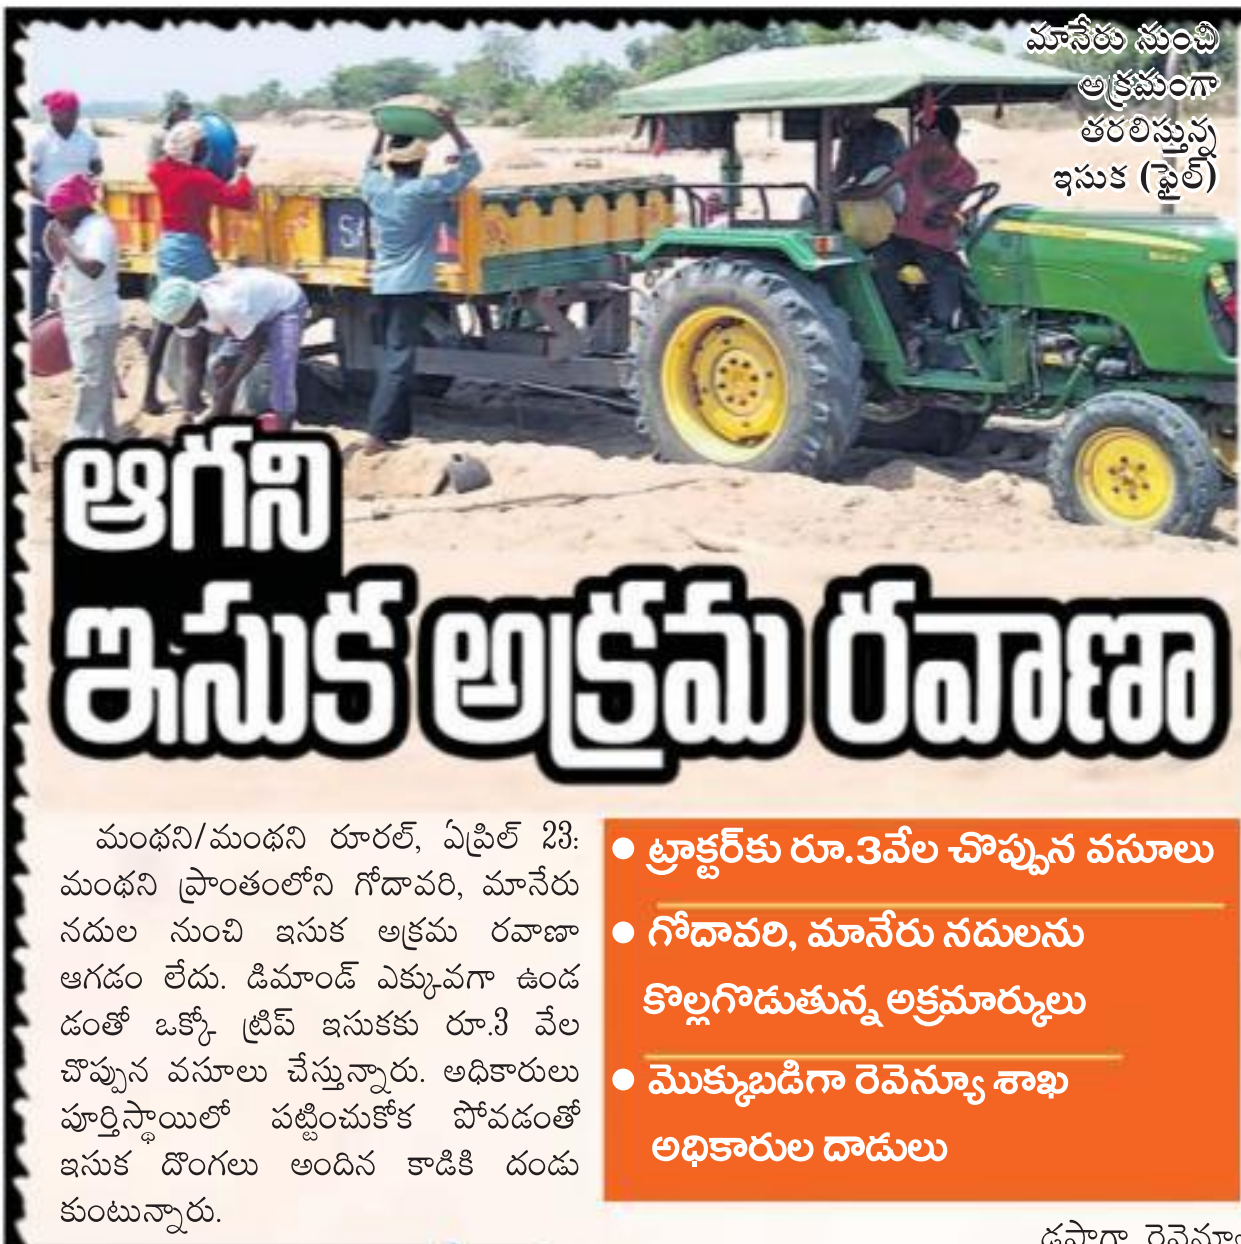 మానేరు నుంచి
అక్రమంగా
తరలిస్తున్న
ఇసుక (ఫైల్)
ఆగని
ఇసుక అక్రమ రవాణా
మంథని/మంథని రూరల్, ఏప్రిల్ 23:
మంథని ప్రాంతంలోని గోదావరి, మానేరు
నదుల నుంచి ఇసుక అక్రమ రవాణా
ఆగడం లేదు. డిమాండ్ ఎక్కువగా ఉండ
డంతో ఒక్కో ట్రిప్ ఇసుకకు రూ.3 వేల
చొప్పున వసూలు చేస్తున్నారు. అధికారులు
పూర్తిస్థాయిలో పట్టించుకోక పోవడంతో
ఇసుక దొంగలు అందిన కాడికి దండు
కుంటున్నారు.
• ట్రాక్టర్‌కు రూ.3వేల చొప్పున వసూలు
• గోదావరి, మానేరు నదులను
కొల్లగొడుతున్న అక్రమార్కులు
• మొక్కుబడిగా రెవెన్యూ శాఖ
అధికారుల దాడులు